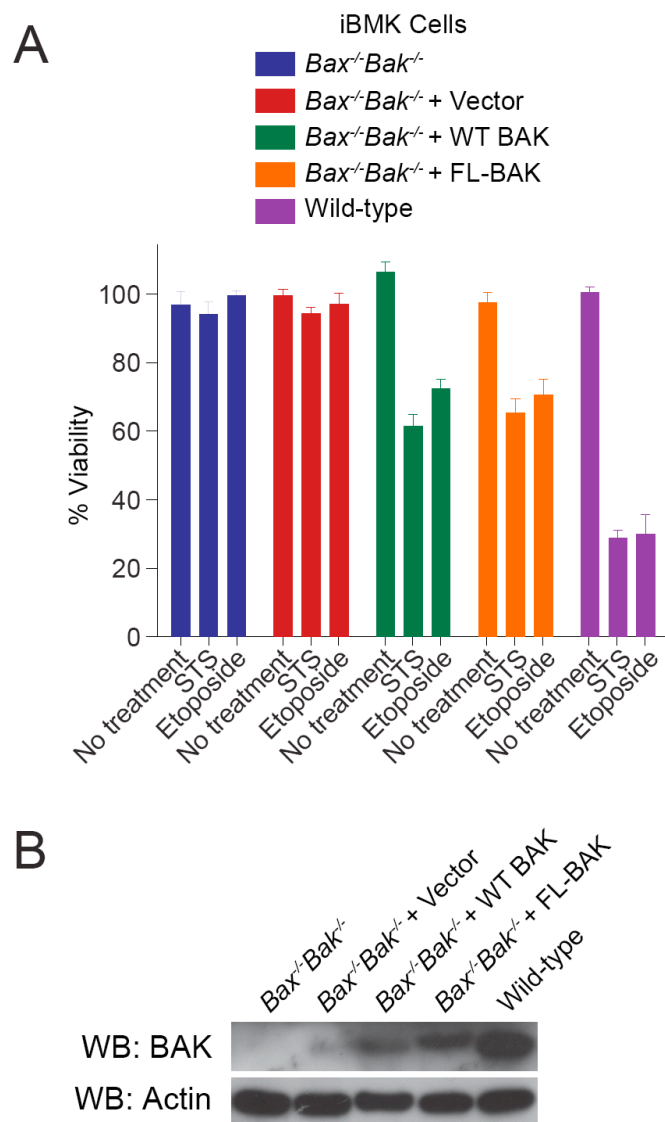 A
iBMK Cells
Bax-/-Bak-/-
Bax-/-Bak-/- + Vector
Bax-/-Bak-/- + WT BAK
Bax-/-Bak-/- + FL-BAK
Wild-type
% Viability
100
80
60
40
20
0
No treatment
STS
Etoposide
No treatment
STS
Etoposide
No treatment
STS
Etoposide
No treatment
STS
Etoposide
No treatment
STS
Etoposide
B
Bax-/-Bak-/-
Bax-/-Bak-/- + Vector
Bax-/-Bak-/- + WT BAK
Bax-/-Bak-/- + FL-BAK
Wild-type
WB: BAK
WB: Actin